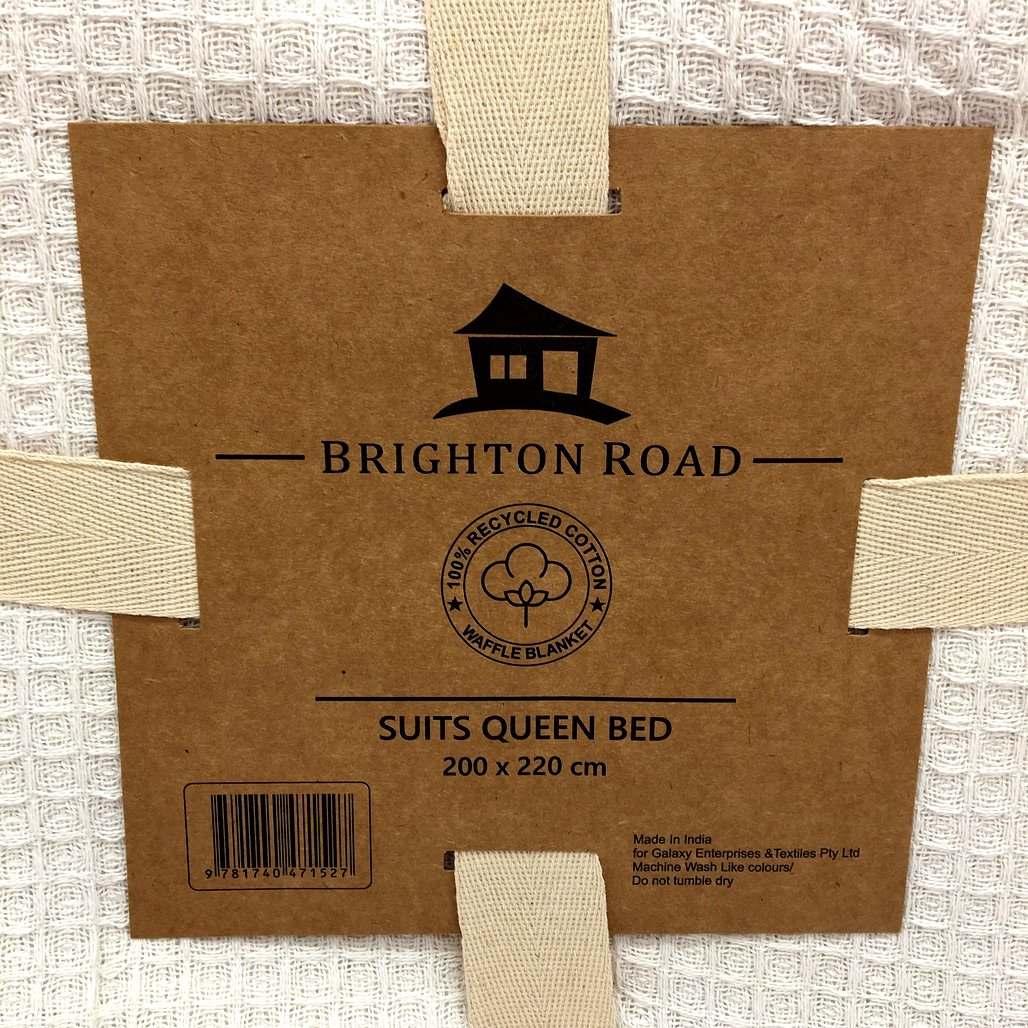 BRIGHTON ROAD
100% RECYCLED COTTON
WAFFLE BLANKET
SUITS QUEEN BED
200 x 220 cm
9 781740 471527
Made In India
for Galaxy Enterprises &Textiles Pty Ltd
Machine Wash Like colours/
Do not tumble dry